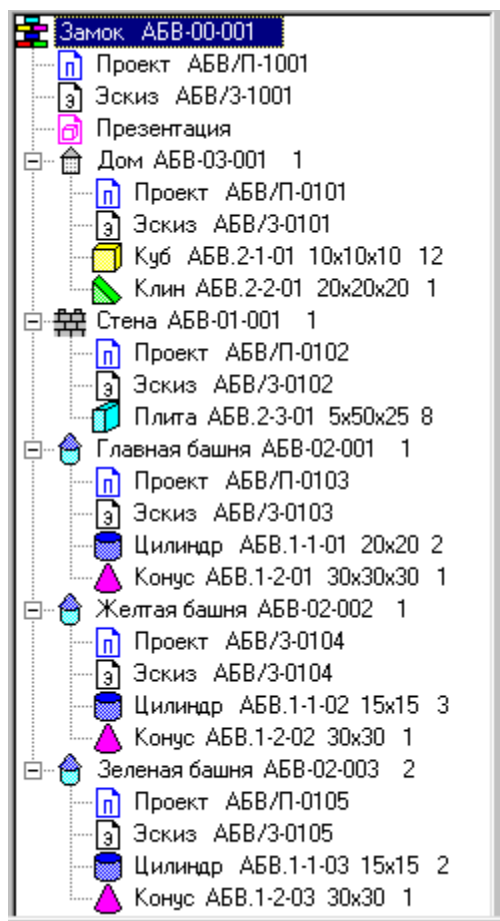 Замок АБВ-00-001
Проект АБВ/П-1001
Эскиз АБВ/Э-1001
Презентация
Дом АБВ-03-001 1
Проект АБВ/П-0101
Эскиз АБВ/Э-0101
Куб АБВ.2-1-01 10x10x10 12
Клин АБВ.2-2-01 20x20x20 1
Стена АБВ-01-001 1
Проект АБВ/П-0102
Эскиз АБВ/Э-0102
Плита АБВ.2-3-01 5x50x25 8
Главная башня АБВ-02-001 1
Проект АБВ/П-0103
Эскиз АБВ/Э-0103
Цилиндр АБВ.1-1-01 20x20 2
Конус АБВ.1-2-01 30x30x30 1
Желтая башня АБВ-02-002 1
Проект АБВ/Э-0104
Эскиз АБВ/Э-0104
Цилиндр АБВ.1-1-02 15x15 3
Конус АБВ.1-2-02 30x30 1
Зеленая башня АБВ-02-003 2
Проект АБВ/П-0105
Эскиз АБВ/Э-0105
Цилиндр АБВ.1-1-03 15x15 2
Конус АБВ.1-2-03 30x30 1